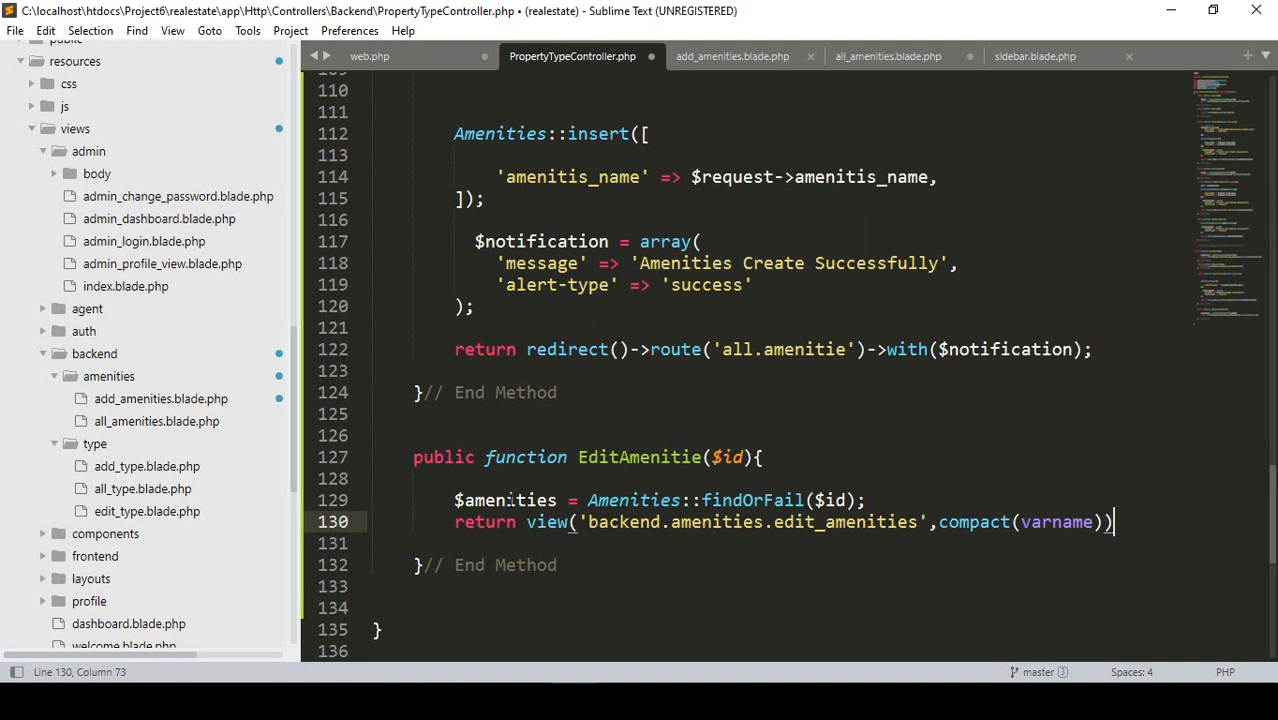 C:\localhost\htdocs\Project6\realestate\app\Http\Controllers\Backend\PropertyTypeController.php • (realestate) - Sublime Text (UNREGISTERED)
File Edit Selection Find View Goto Tools Project Preferences Help
web.php
PropertyTypeController.php
add_amenities.blade.php
all_amenities.blade.php
sidebar.blade.php
resources
css
js
views
admin
body
admin_change_password.blade.php
admin_dashboard.blade.php
admin_login.blade.php
admin_profile_view.blade.php
index.blade.php
agent
auth
backend
amenities
add_amenities.blade.php
all_amenities.blade.php
type
add_type.blade.php
all_type.blade.php
edit_type.blade.php
components
frontend
layouts
profile
dashboard.blade.php
welcome.blade.php
109
110
111
112 Amenities::insert([
113
114 'amenitis_name' => $request->amenitis_name,
115 ]);
116
117 $notification = array(
118 'message' => 'Amenities Create Successfully',
119 'alert-type' => 'success'
120 );
121
122 return redirect()->route('all.amenitie')->with($notification);
123
124 }// End Method
125
126
127 public function EditAmenitie($id){
128
129 $amenities = Amenities::findOrFail($id);
130 return view('backend.amenities.edit_amenities',compact(varname))
131
132 }// End Method
133
134
135 }
136
Line 130, Column 73
master 3
Spaces: 4
PHP